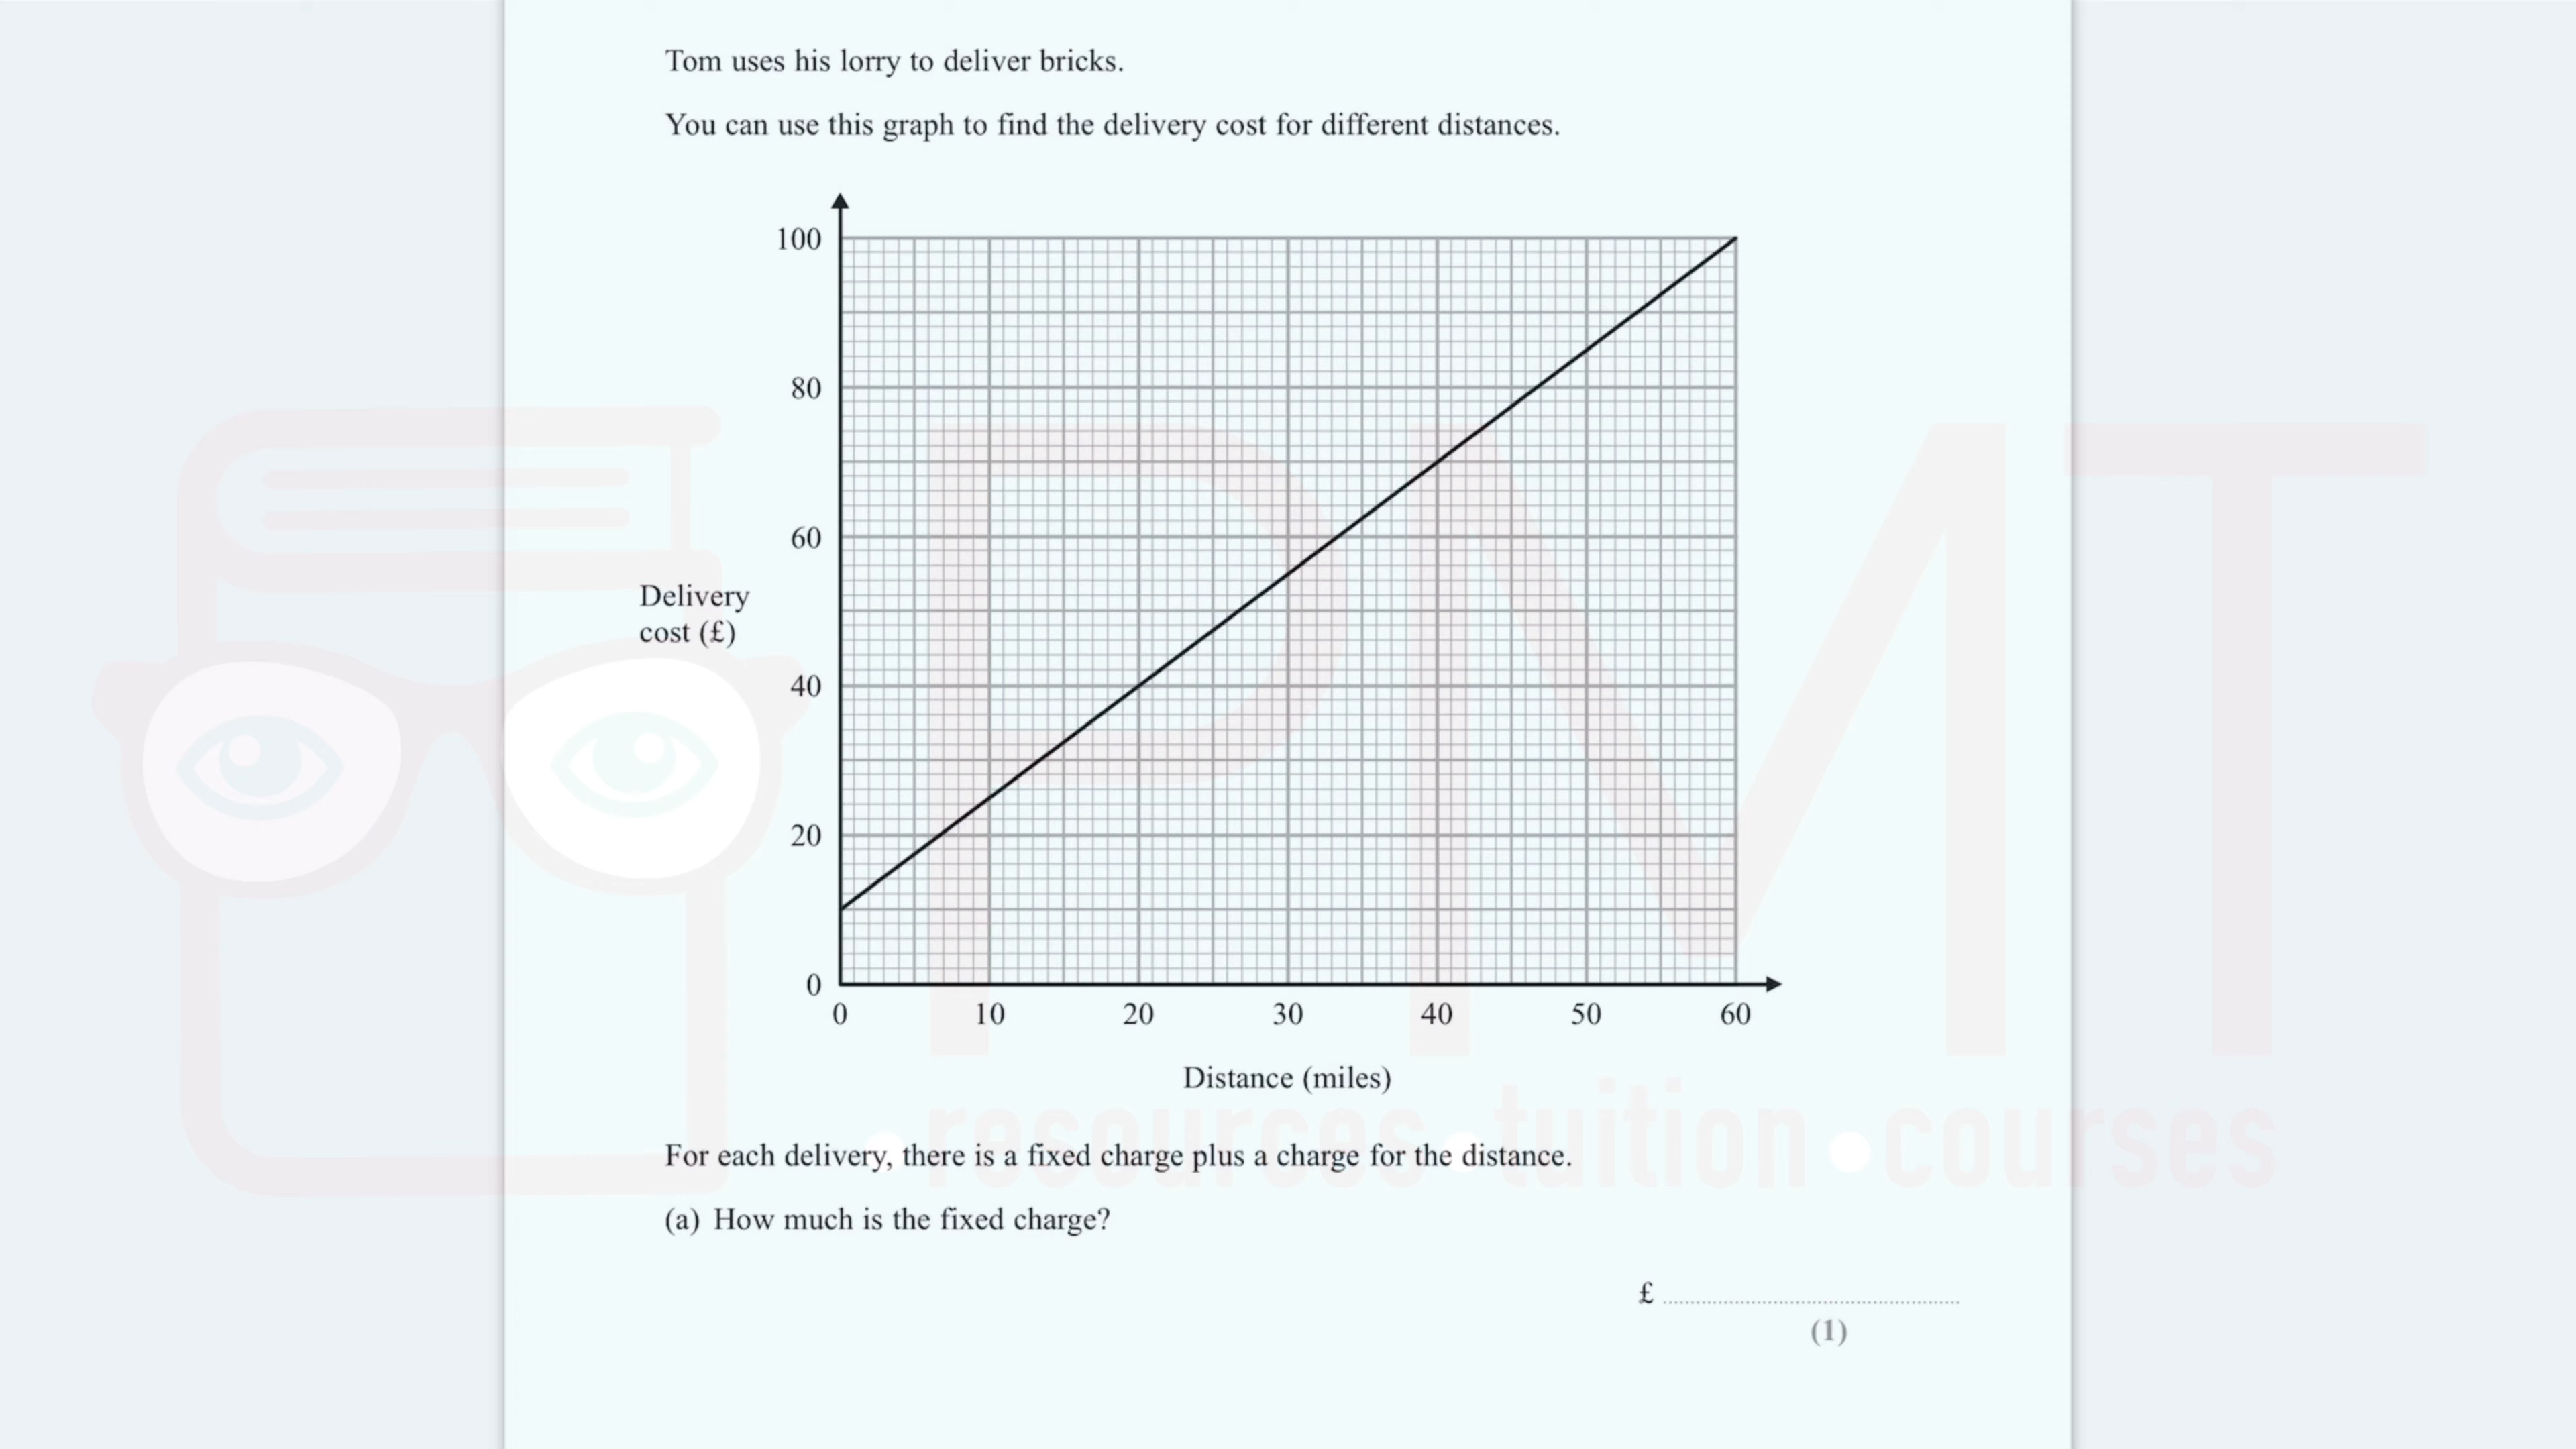 Tom uses his lorry to deliver bricks.
You can use this graph to find the delivery cost for different distances.
100
80
60
Delivery
cost (£)
40
20
0
0 10 20 30 40 50 60
Distance (miles)
For each delivery, there is a fixed charge plus a charge for the distance.
(a) How much is the fixed charge?
£ ........................................
(1)
PMT
resources • tuition • courses